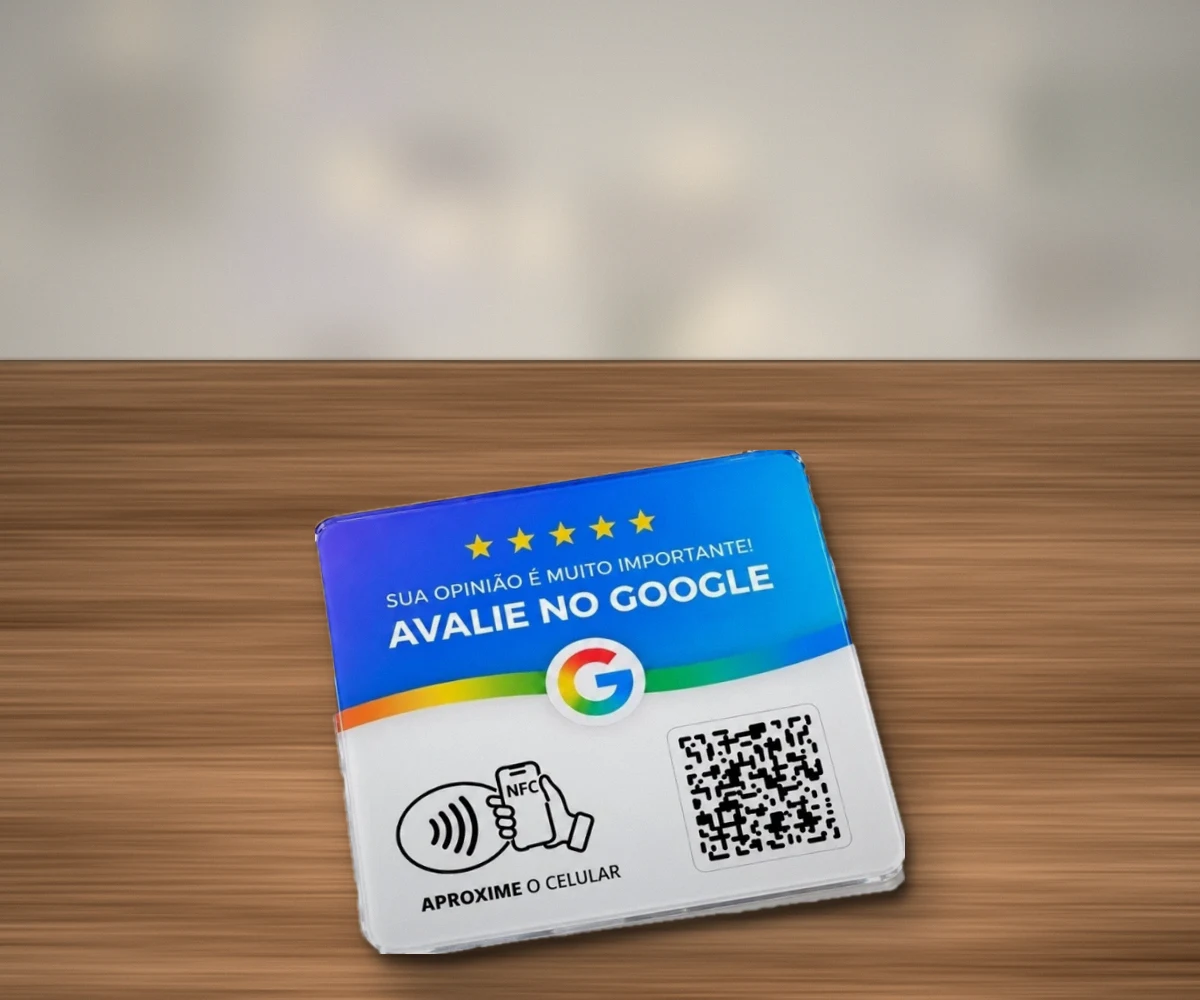 SUA OPINIÃO É MUITO IMPORTANTE!
AVALIE NO GOOGLE
G
NFC
APROXIME O CELULAR